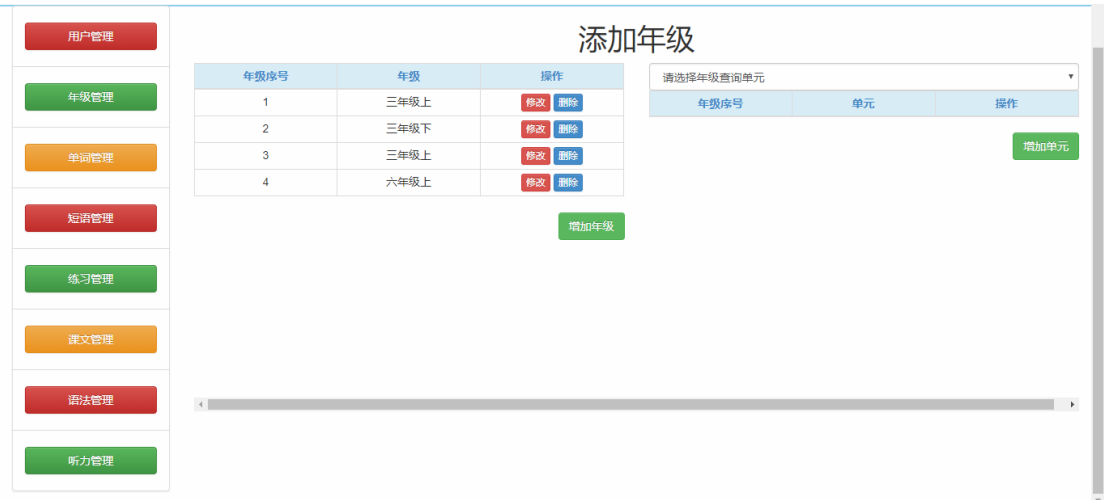 用户管理
年级管理
单词管理
短语管理
练习管理
课文管理
语法管理
听力管理
添加年级
年级序号 年级 操作
1 三年级上 修改 删除
2 三年级下 修改 删除
3 三年级上 修改 删除
4 六年级上 修改 删除
增加年级
请选择年级查询单元
年级序号 单元 操作
增加单元